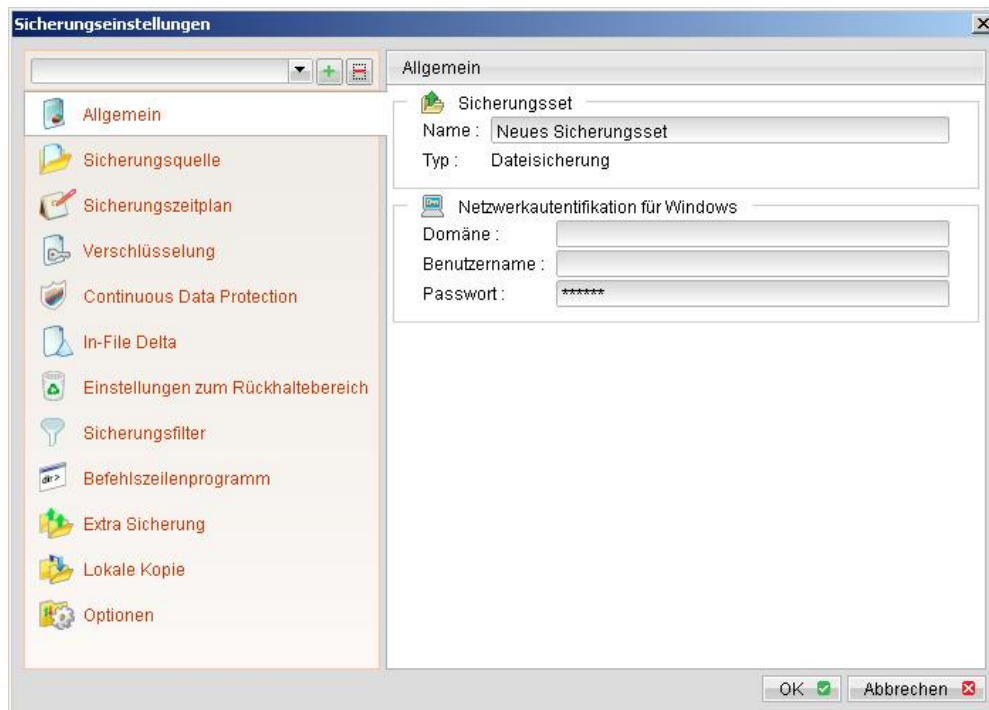 Sicherungseinstellungen
Allgemein
Sicherungsquelle
Sicherungszeitplan
Verschlüsselung
Continuous Data Protection
In-File Delta
Einstellungen zum Rückhaltebereich
Sicherungsfilter
dir>
Befehlszeilenprogramm
Extra Sicherung
Lokale Kopie
Optionen
Allgemein
Sicherungsset
Name : Neues Sicherungsset
Typ : Dateisicherung
Netzwerkautentifikation für Windows
Domäne :
Benutzername :
Passwort : ******
OK Abbrechen